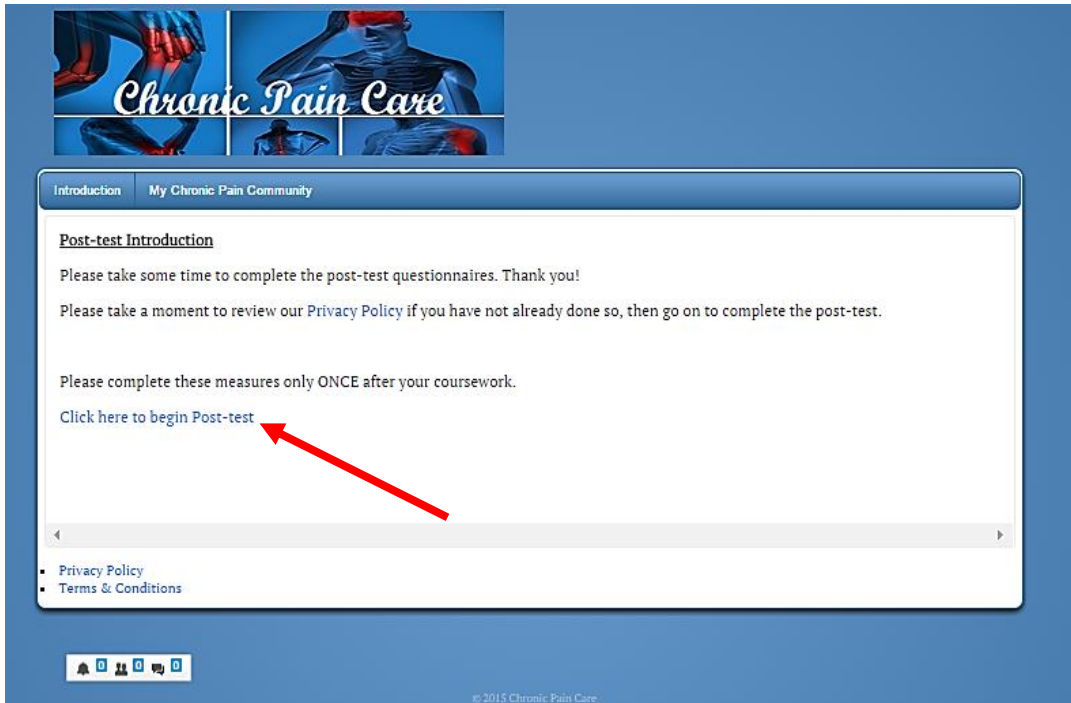 Chronic Pain Care
Introduction My Chronic Pain Community
Post-test Introduction
Please take some time to complete the post-test questionnaires. Thank you!
Please take a moment to review our Privacy Policy if you have not already done so, then go on to complete the post-test.
Please complete these measures only ONCE after your coursework.
Click here to begin Post-test
Privacy Policy
Terms & Conditions
0 0 0
© 2015 Chronic Pain Care